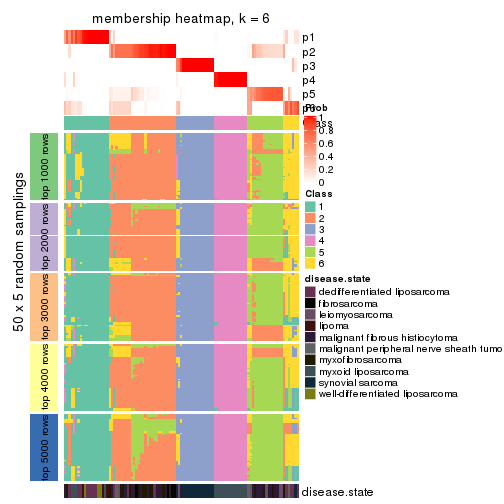 membership heatmap, k = 6
p1
p2
p3
p4
p5
p6
Prob
1
0.8
0.6
0.4
0.2
0
Class
Class
1
2
3
4
5
6
disease.state
dedifferentiated liposarcoma
fibrosarcoma
leiomyosarcoma
lipoma
malignant fibrous histiocytoma
malignant peripheral nerve sheath tumo
myxofibrosarcoma
myxoid liposarcoma
synovial sarcoma
well-differentiated liposarcoma
50 x 5 random samplings
top 1000 rows
top 2000 rows
top 3000 rows
top 4000 rows
top 5000 rows
disease.state